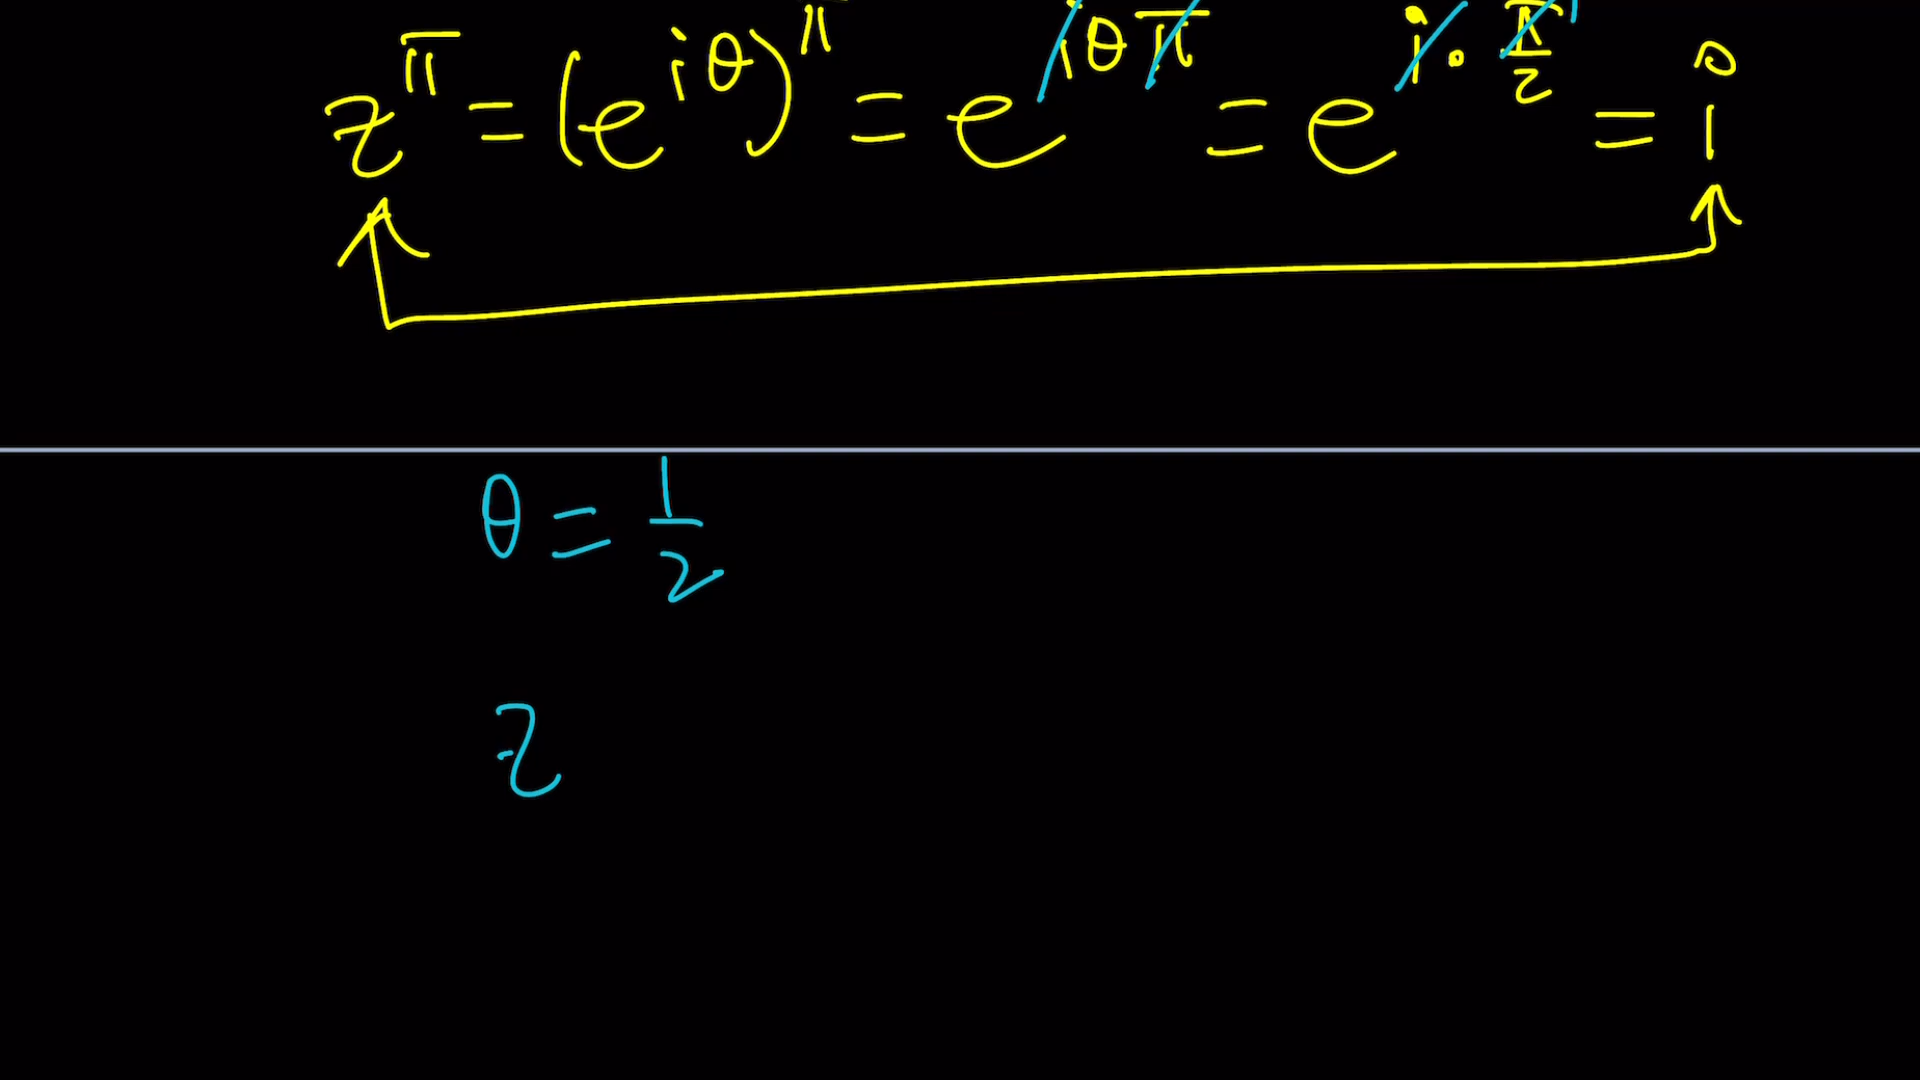 z^π = (e^{iθ})^π = e^{iθπ} = e^{i·π/2} = i
θ = 1/2
z